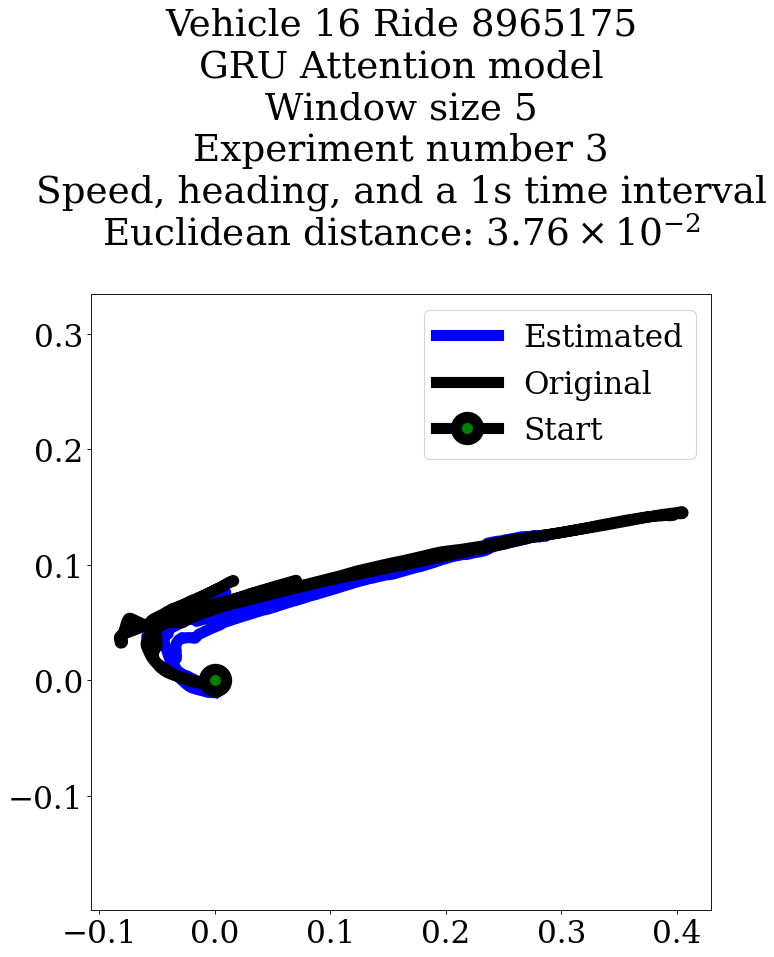 Vehicle 16 Ride 8965175
GRU Attention model
Window size 5
Experiment number 3
Speed, heading, and a 1s time interval
Euclidean distance: 3.76 × 10⁻²
Estimated
Original
Start
0.3
0.2
0.1
0.0
−0.1
−0.1 0.0 0.1 0.2 0.3 0.4